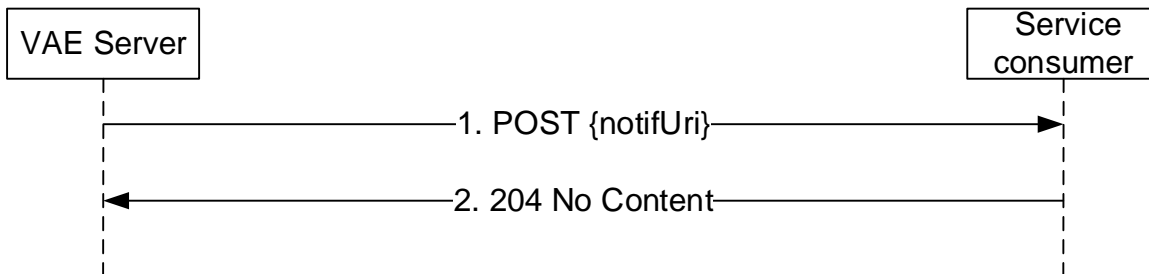 VAE Server
Service
consumer
1. POST {notifUri}
2. 204 No Content